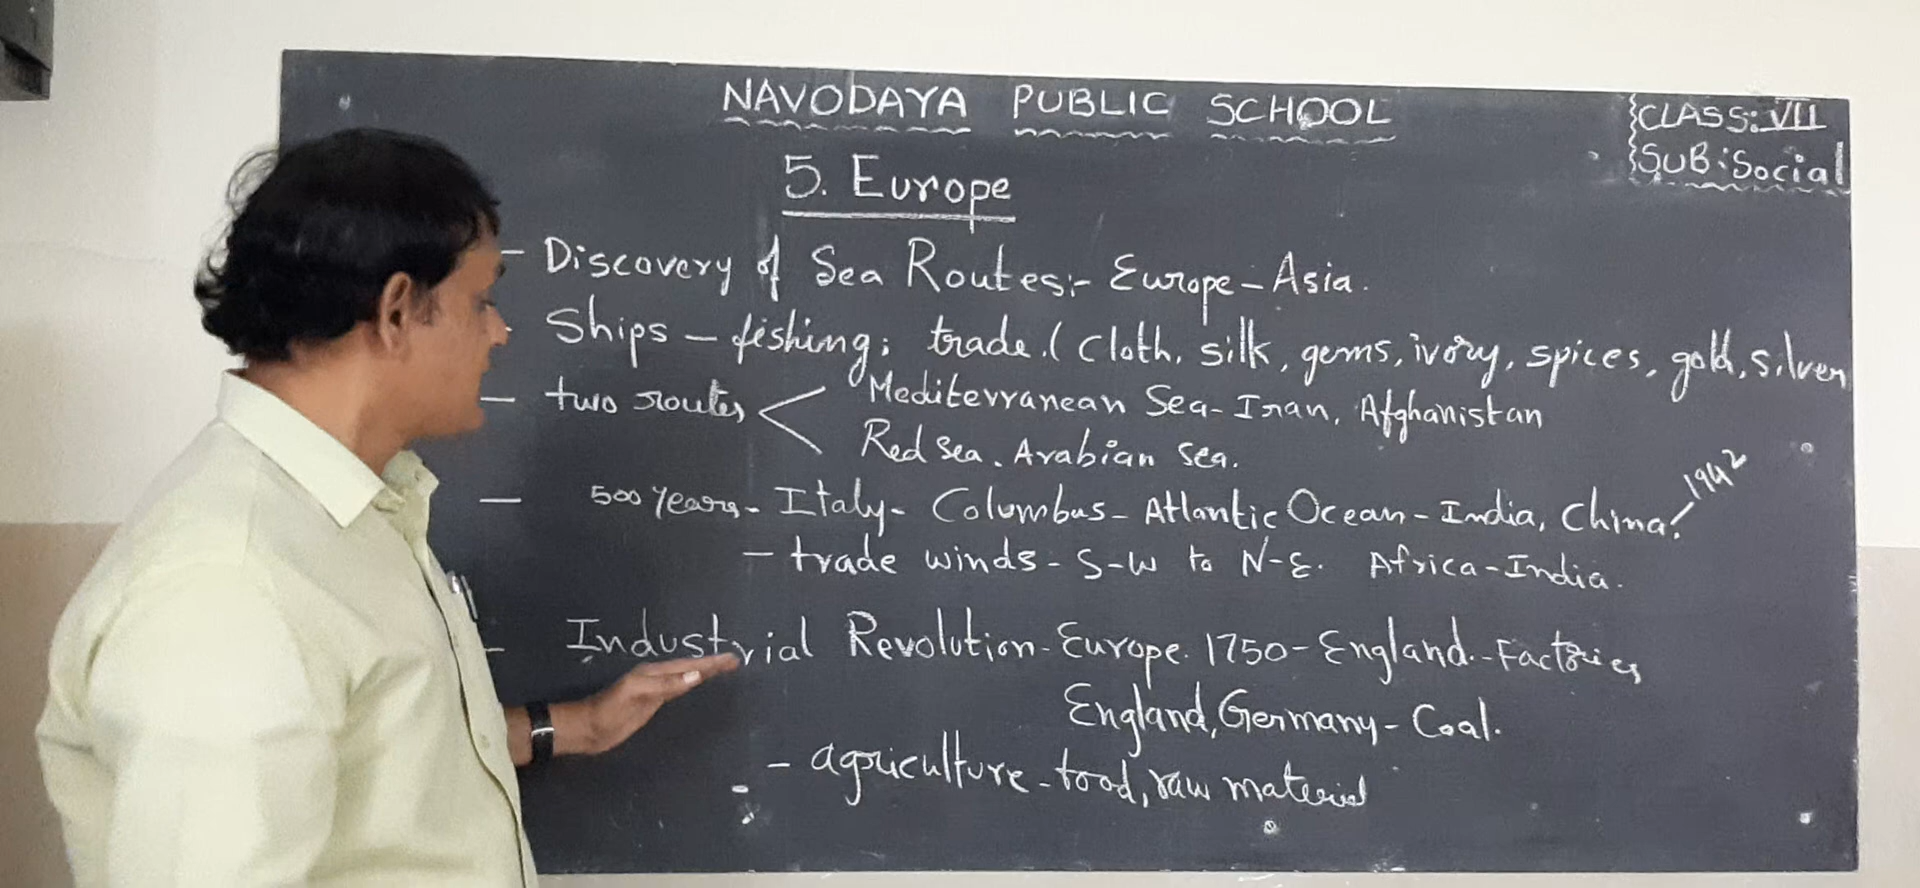 NAVODAYA PUBLIC SCHOOL
CLASS: VII
SUB: Social
5. Europe
- Discovery of Sea Routes:- Europe - Asia.
- Ships - fishing; trade. ( Cloth, silk, gems, ivory, spices, gold, silver
- two routes < Mediterranean Sea - Iran, Afghanistan
Red Sea. Arabian Sea.
- 500 years - Italy - Columbus - Atlantic Ocean - India, China! 1942
- trade winds - S-W to N-E. Africa - India.
- Industrial Revolution - Europe. 1750 - England. - Factories
England, Germany - Coal.
- agriculture - food, raw material